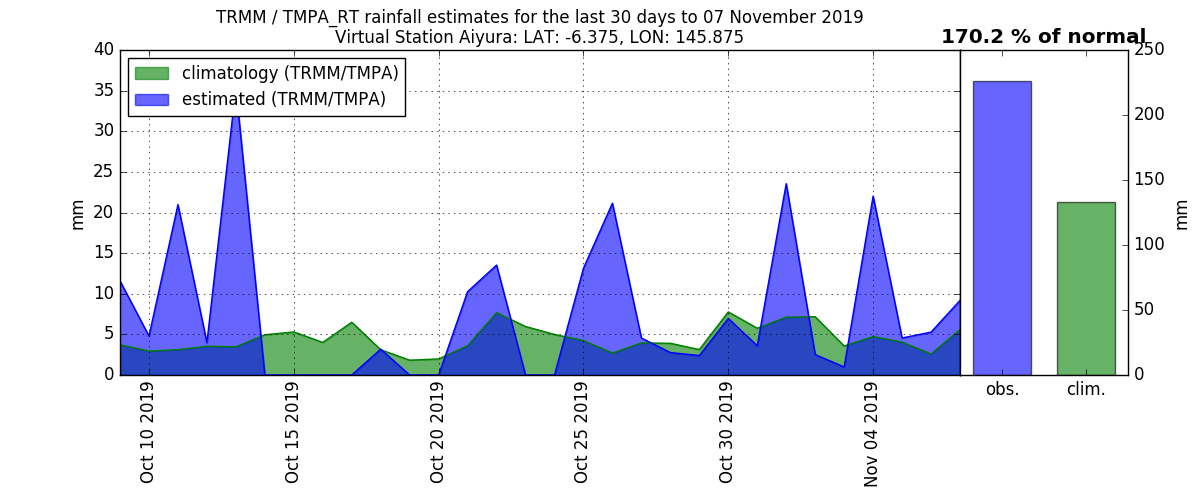 TRMM / TMPA_RT rainfall estimates for the last 30 days to 07 November 2019
Virtual Station Aiyura: LAT: -6.375, LON: 145.875
170.2 % of normal
climatology (TRMM/TMPA)
estimated (TRMM/TMPA)
40
35
30
25
20
15
10
5
0
mm
250
200
150
100
50
0
mm
Oct 10 2019
Oct 15 2019
Oct 20 2019
Oct 25 2019
Oct 30 2019
Nov 04 2019
obs.
clim.